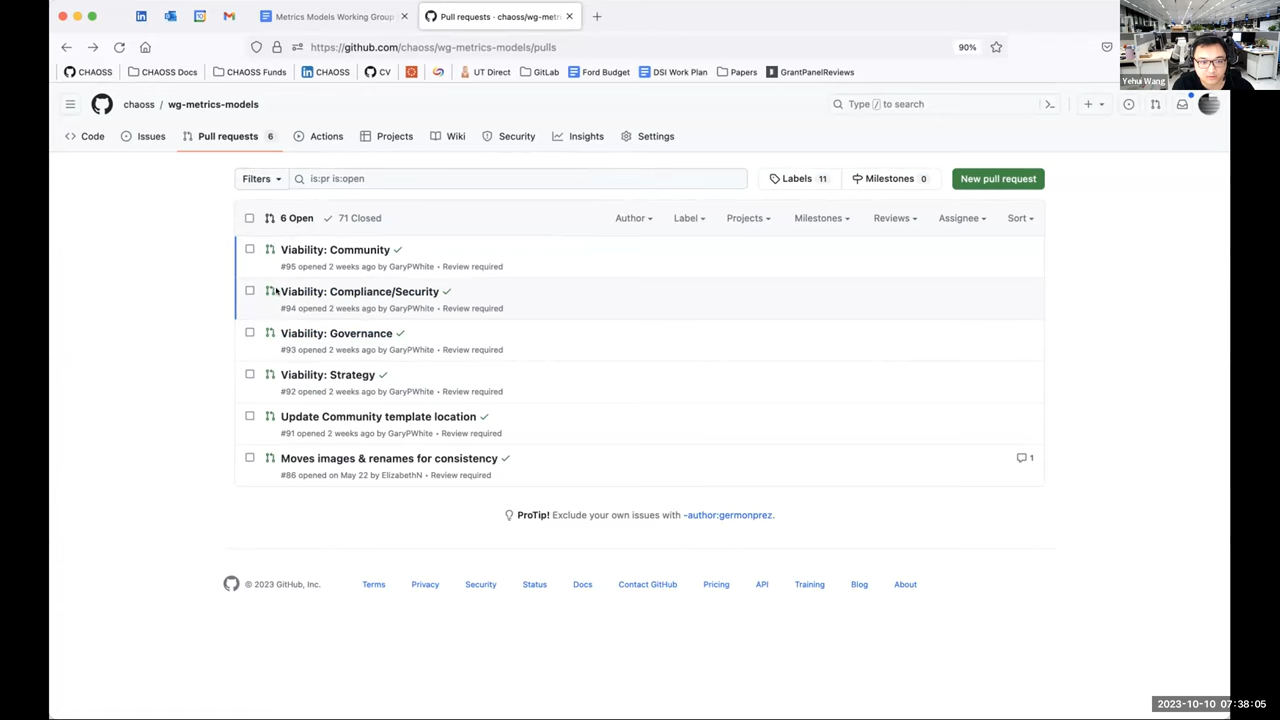 Metrics Models Working Group
Pull requests · chaoss/wg-metr
https://github.com/chaoss/wg-metrics-models/pulls
90%
CHAOSS
CHAOSS Docs
CHAOSS Funds
CHAOSS
CV
UT Direct
GitLab
Ford Budget
DSI Work Plan
Papers
GrantPanelReviews
Yehui Wang
chaoss / wg-metrics-models
Type / to search
Code
Issues
Pull requests 6
Actions
Projects
Wiki
Security
Insights
Settings
Filters
is:pr is:open
Labels 11
Milestones 0
New pull request
6 Open
71 Closed
Author
Label
Projects
Milestones
Reviews
Assignee
Sort
Viability: Community
#95 opened 2 weeks ago by GaryPWhite • Review required
Viability: Compliance/Security
#94 opened 2 weeks ago by GaryPWhite • Review required
Viability: Governance
#93 opened 2 weeks ago by GaryPWhite • Review required
Viability: Strategy
#92 opened 2 weeks ago by GaryPWhite • Review required
Update Community template location
#91 opened 2 weeks ago by GaryPWhite • Review required
Moves images & renames for consistency
1
#86 opened on May 22 by ElizabethN • Review required
ProTip! Exclude your own issues with -author:germonprez.
© 2023 GitHub, Inc.
Terms
Privacy
Security
Status
Docs
Contact GitHub
Pricing
API
Training
Blog
About
2023-10-10 07:38:05